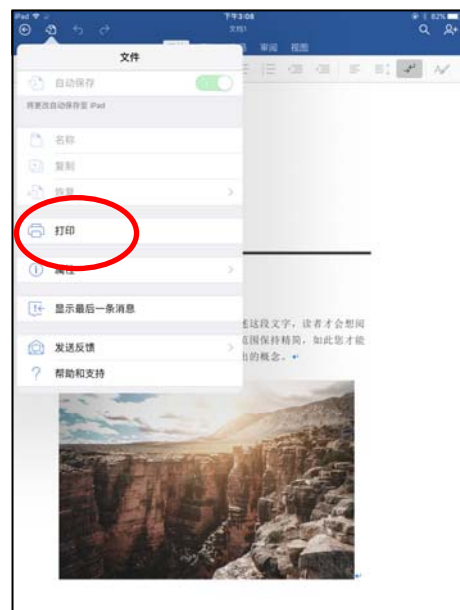 iPad 下午3:08 82%
文档1
审阅 视图
文件
自动保存
将更改自动保存至 iPad
名称
复制
恢复
打印
属性
显示最后一条消息
发送反馈
帮助和支持
述这段文字，读者才会想阅
范围保持精简，如此您才能
出的概念。